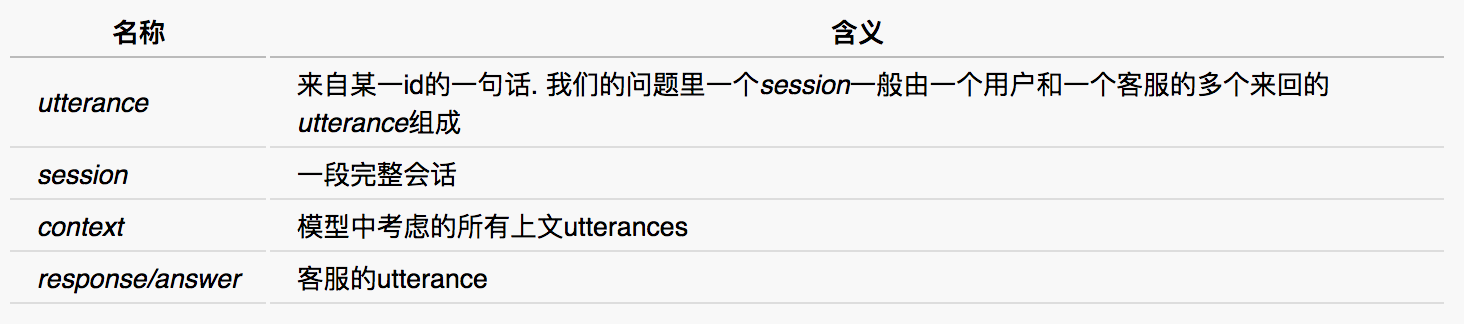 名称 含义
utterance 来自某一id的一句话. 我们的问题里一个session一般由一个用户和一个客服的多个来回的
utterance组成
session 一段完整会话
context 模型中考虑的所有上文utterances
response/answer 客服的utterance